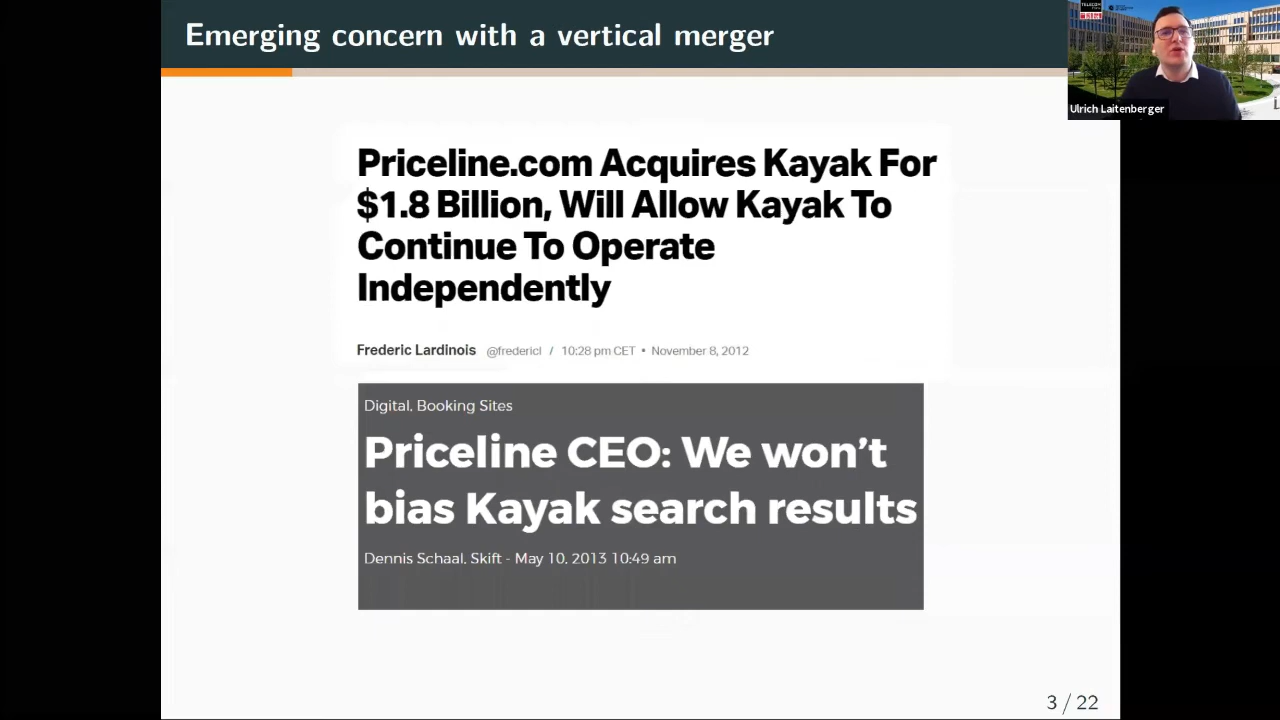 Emerging concern with a vertical merger
TELECOM
Ulrich Laitenberger
Priceline.com Acquires Kayak For
$1.8 Billion, Will Allow Kayak To
Continue To Operate
Independently
Frederic Lardinois @fredericl / 10:28 pm CET • November 8, 2012
Digital, Booking Sites
Priceline CEO: We won’t
bias Kayak search results
Dennis Schaal, Skift - May 10, 2013 10:49 am
3 / 22